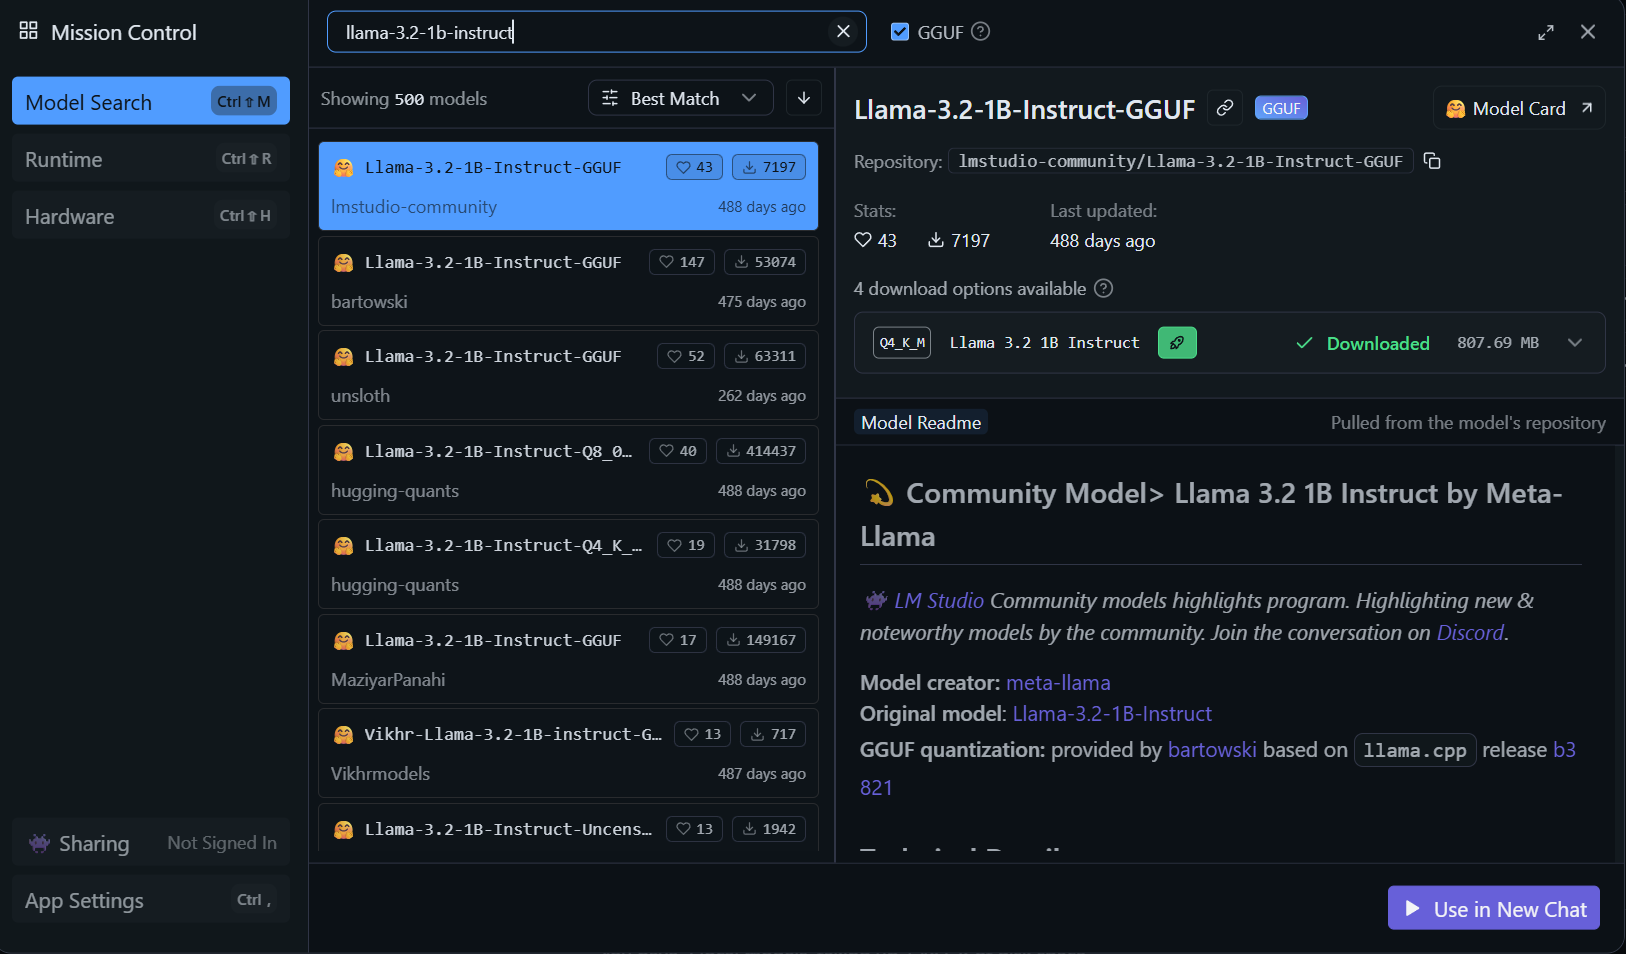 Mission Control
Model Search Ctrl⇧M
Runtime Ctrl⇧R
Hardware Ctrl⇧H
Sharing Not Signed In
App Settings Ctrl ,
llama-3.2-1b-instruct
GGUF
Showing 500 models
Best Match
Llama-3.2-1B-Instruct-GGUF 43 7197
lmstudio-community 488 days ago
Llama-3.2-1B-Instruct-GGUF 147 53074
bartowski 475 days ago
Llama-3.2-1B-Instruct-GGUF 52 63311
unsloth 262 days ago
Llama-3.2-1B-Instruct-Q8_0… 40 414437
hugging-quants 488 days ago
Llama-3.2-1B-Instruct-Q4_K_… 19 31798
hugging-quants 488 days ago
Llama-3.2-1B-Instruct-GGUF 17 149167
MaziyarPanahi 488 days ago
Vikhr-Llama-3.2-1B-instruct-G… 13 717
Vikhrmodels 487 days ago
Llama-3.2-1B-Instruct-Uncens… 13 1942
Llama-3.2-1B-Instruct-GGUF GGUF
Model Card
Repository: lmstudio-community/Llama-3.2-1B-Instruct-GGUF
Stats: Last updated:
43 7197 488 days ago
4 download options available
Q4_K_M Llama 3.2 1B Instruct Downloaded 807.69 MB
Model Readme Pulled from the model's repository
Community Model> Llama 3.2 1B Instruct by Meta-
Llama
LM Studio Community models highlights program. Highlighting new &
noteworthy models by the community. Join the conversation on Discord.
Model creator: meta-llama
Original model: Llama-3.2-1B-Instruct
GGUF quantization: provided by bartowski based on llama.cpp release b3
821
Use in New Chat